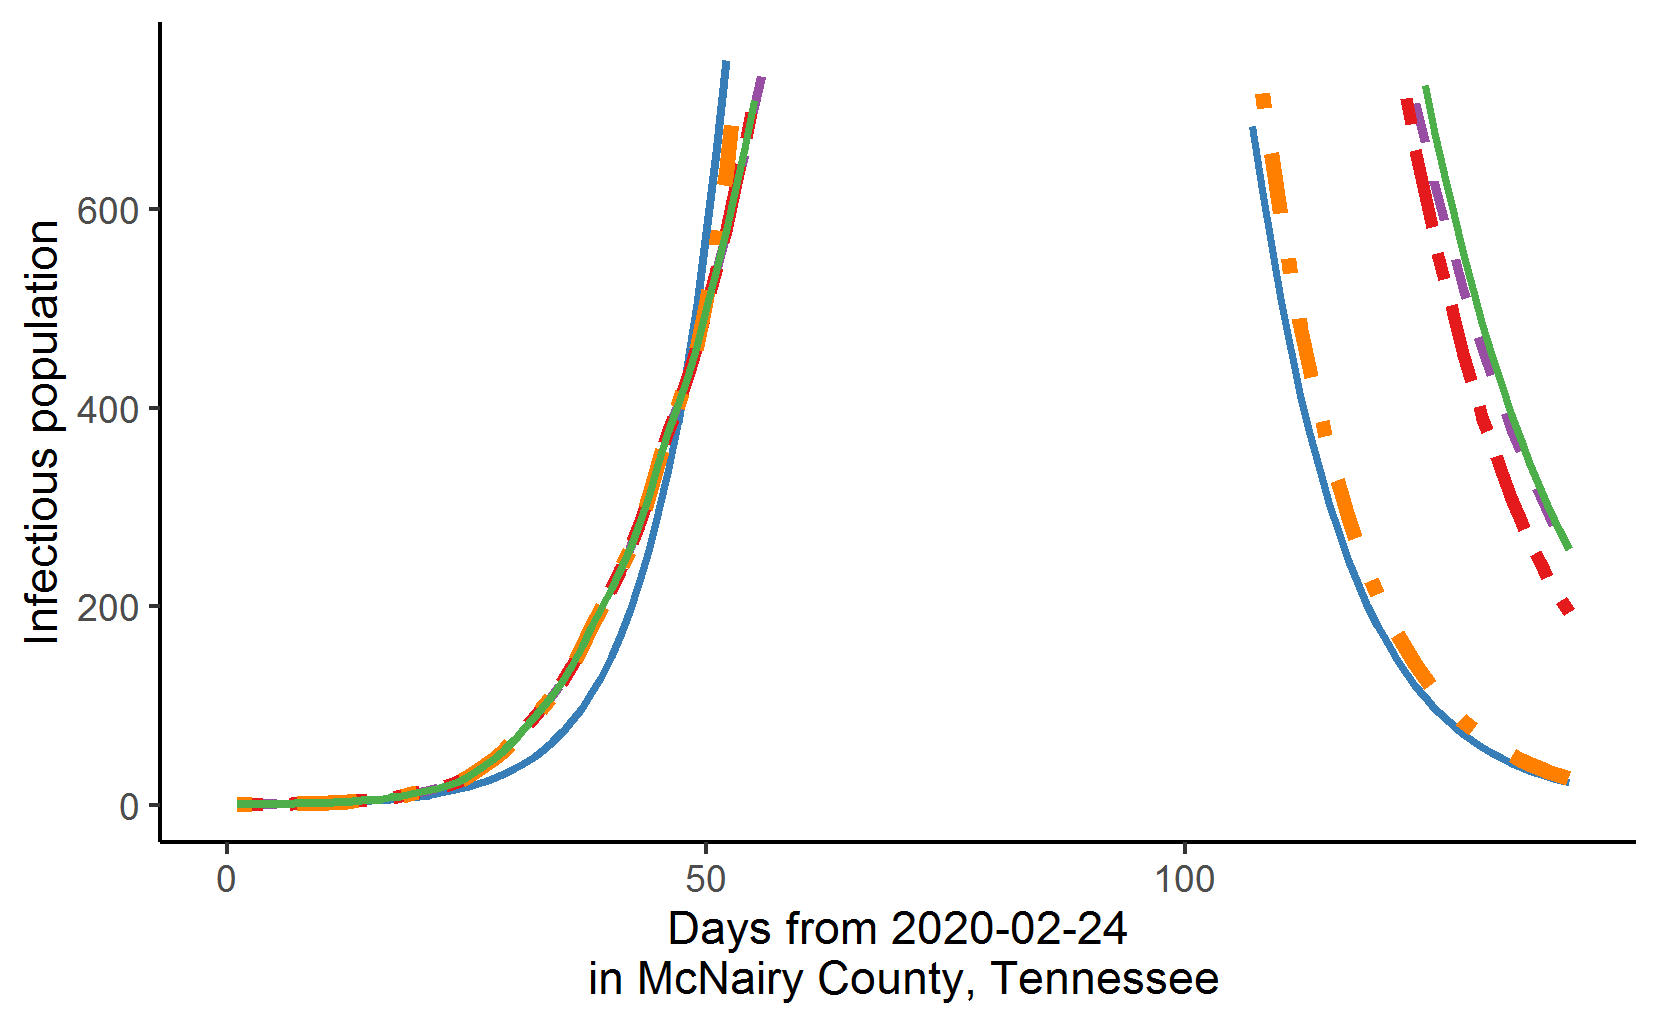 Infectious population
600
400
200
0
0 50 100
Days from 2020-02-24
in McNairy County, Tennessee